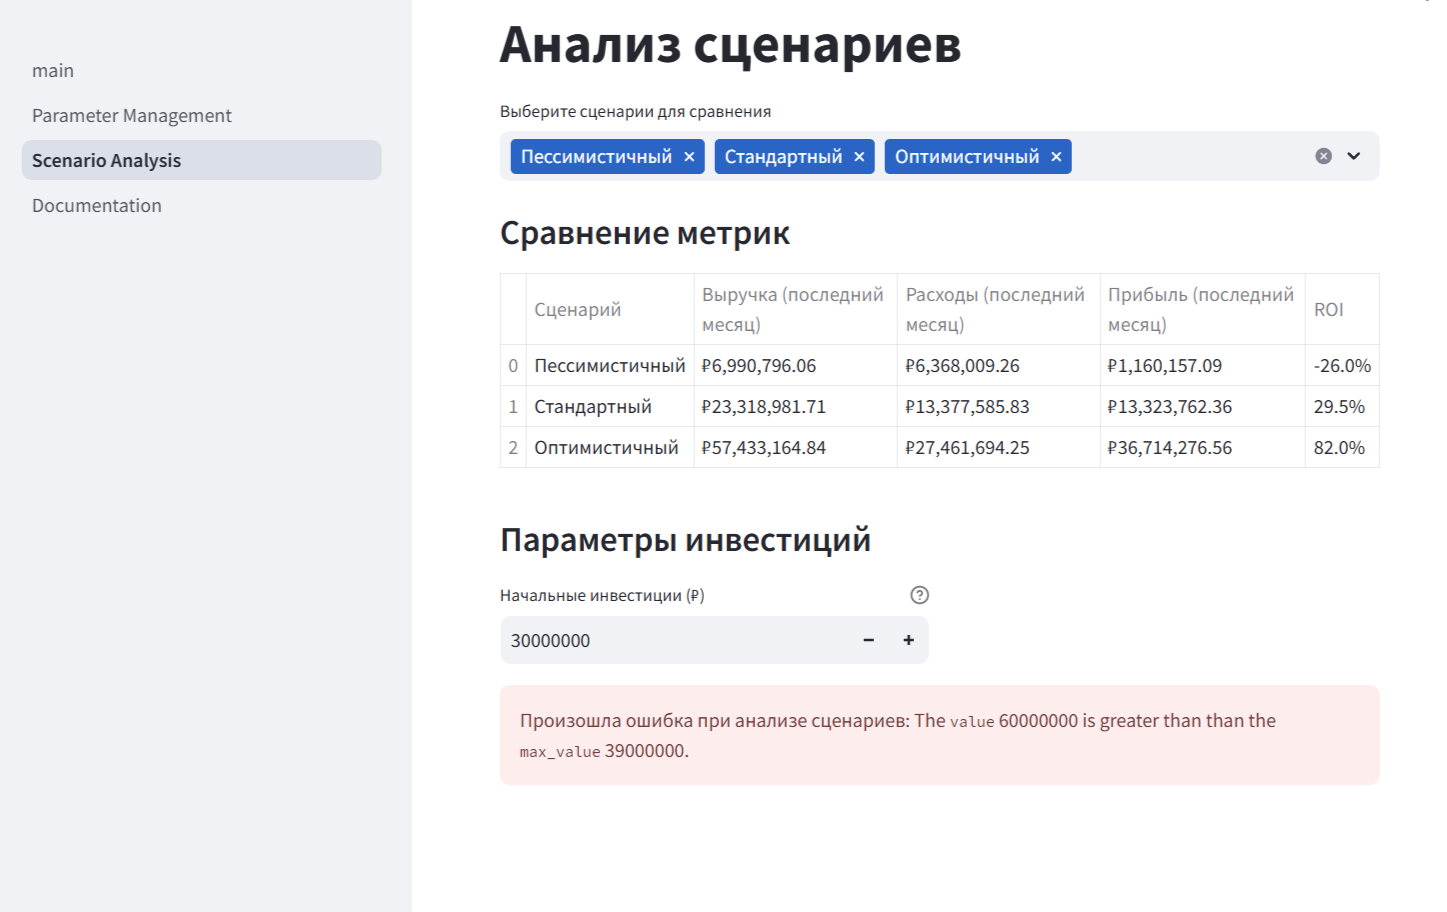 main
Parameter Management
Scenario Analysis
Documentation
Анализ сценариев
Выберите сценарии для сравнения
Пессимистичный × Стандартный × Оптимистичный ×
Сравнение метрик
Сценарий Выручка (последний месяц) Расходы (последний месяц) Прибыль (последний месяц) ROI
0 Пессимистичный ₽6,990,796.06 ₽6,368,009.26 ₽1,160,157.09 -26.0%
1 Стандартный ₽23,318,981.71 ₽13,377,585.83 ₽13,323,762.36 29.5%
2 Оптимистичный ₽57,433,164.84 ₽27,461,694.25 ₽36,714,276.56 82.0%
Параметры инвестиций
Начальные инвестиции (₽)
30000000
Произошла ошибка при анализе сценариев: The value 60000000 is greater than than the
max_value 39000000.